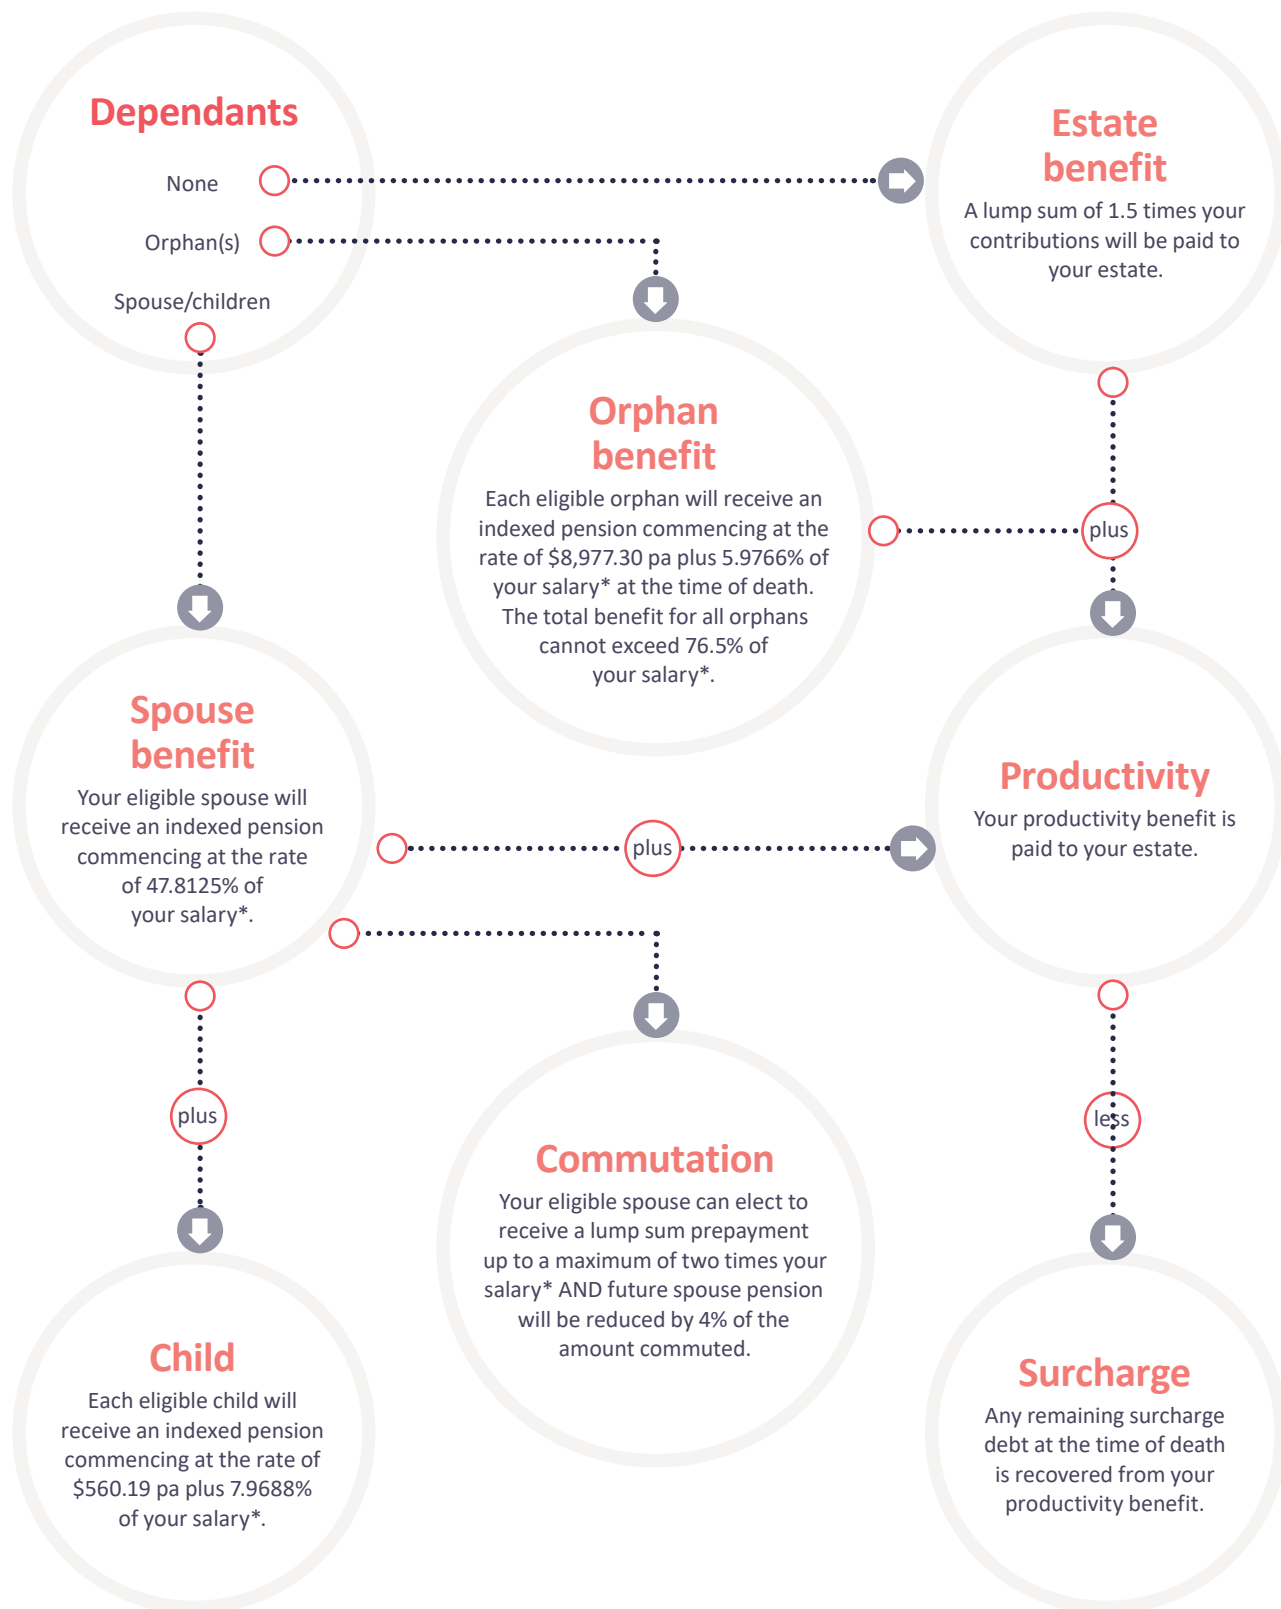 Dependants
None
Orphan(s)
Spouse/children
Estate
benefit
A lump sum of 1.5 times your
contributions will be paid to
your estate.
Orphan
benefit
Each eligible orphan will receive an
indexed pension commencing at the
rate of $8,977.30 pa plus 5.9766% of
your salary* at the time of death.
The total benefit for all orphans
cannot exceed 76.5% of
your salary*.
plus
Spouse
benefit
Your eligible spouse will
receive an indexed pension
commencing at the rate
of 47.8125% of
your salary*.
plus
Productivity
Your productivity benefit is
paid to your estate.
plus
less
Commutation
Your eligible spouse can elect to
receive a lump sum prepayment
up to a maximum of two times your
salary* AND future spouse pension
will be reduced by 4% of the
amount commuted.
Child
Each eligible child will
receive an indexed pension
commencing at the rate of
$560.19 pa plus 7.9688%
of your salary*.
Surcharge
Any remaining surcharge
debt at the time of death
is recovered from your
productivity benefit.